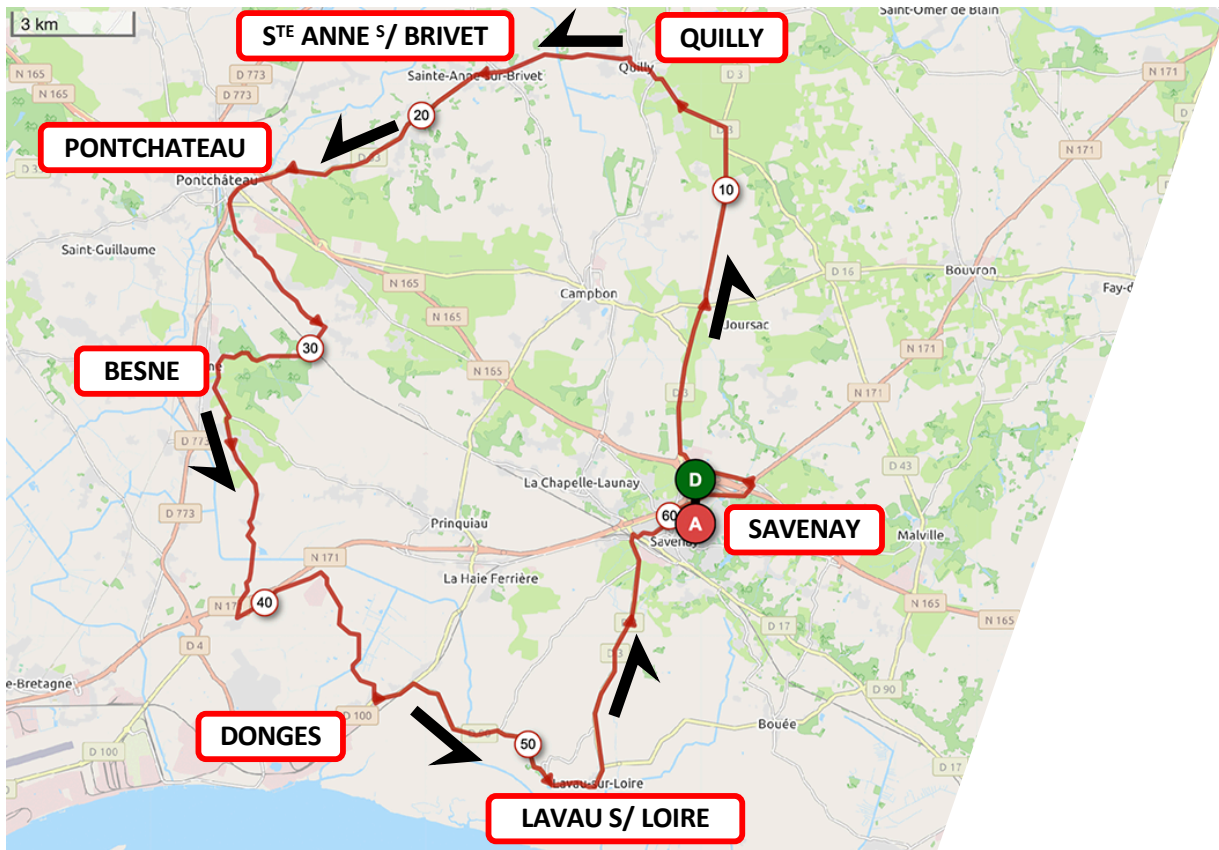 3 km
Saint-Omer de Blain
STE ANNE S/ BRIVET
QUILLY
N 165
D 773
Sainte-Anne-sur-Brivet
Quilly
D 3
N 171
N 165
20
D 3
N 171
PONTCHATEAU
D 33
Pontchâteau
10
Saint-Guillaume
D 16
Bouvron
Campbon
Fay-d
N 165
Joursac
30
N 171
BESNE
N 165
D 3
D 773
D 43
La Chapelle-Launay
D
D 773
60
A
SAVENAY
Prinquiau
Savenay
Malville
N 171
La Haie Ferrière
N 165
40
N 17
D 17
D 4
D 3
e-Bretagne
D 90
D 100
Bouée
DONGES
50
D 100
D 17
Lavau-sur-Loire
LAVAU S/ LOIRE